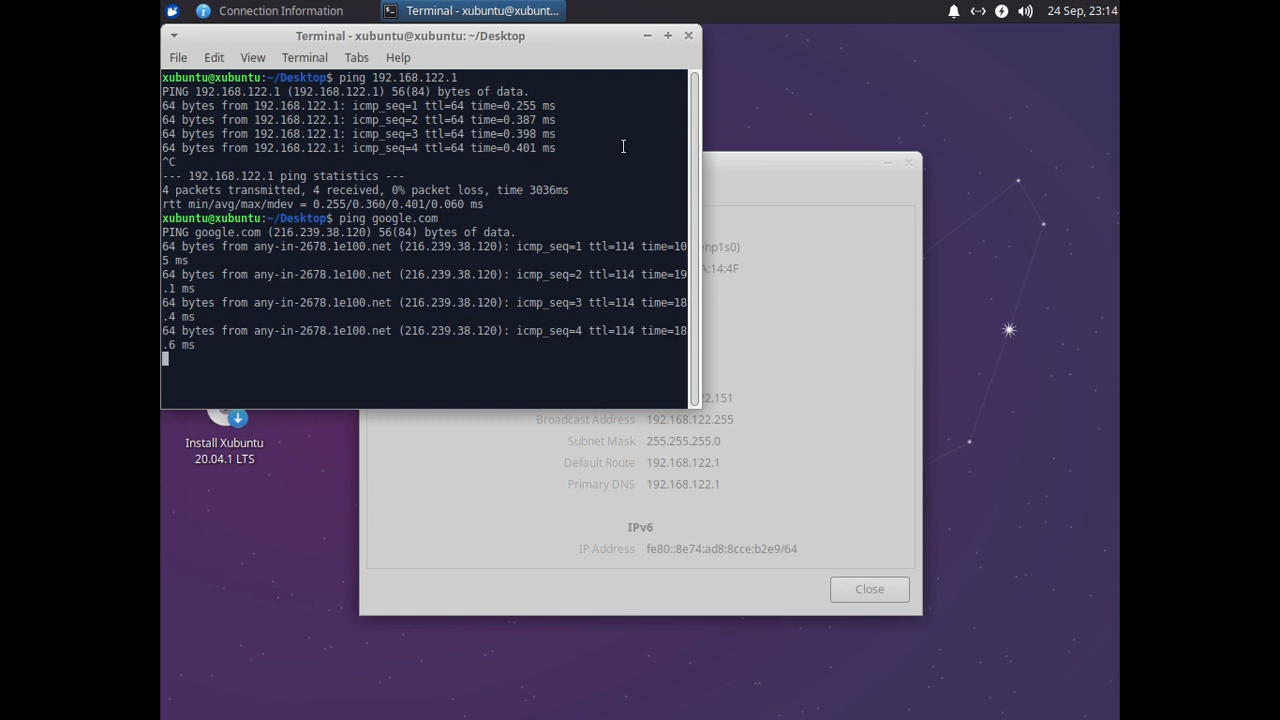 Connection Information
Terminal - xubuntu@xubunt...
24 Sep, 23:14
Terminal - xubuntu@xubuntu: ~/Desktop
File Edit View Terminal Tabs Help
xubuntu@xubuntu:~/Desktop$ ping 192.168.122.1
PING 192.168.122.1 (192.168.122.1) 56(84) bytes of data.
64 bytes from 192.168.122.1: icmp_seq=1 ttl=64 time=0.255 ms
64 bytes from 192.168.122.1: icmp_seq=2 ttl=64 time=0.387 ms
64 bytes from 192.168.122.1: icmp_seq=3 ttl=64 time=0.398 ms
64 bytes from 192.168.122.1: icmp_seq=4 ttl=64 time=0.401 ms
^C
--- 192.168.122.1 ping statistics ---
4 packets transmitted, 4 received, 0% packet loss, time 3036ms
rtt min/avg/max/mdev = 0.255/0.360/0.401/0.060 ms
xubuntu@xubuntu:~/Desktop$ ping google.com
PING google.com (216.239.38.120) 56(84) bytes of data.
64 bytes from any-in-2678.1e100.net (216.239.38.120): icmp_seq=1 ttl=114 time=10
5 ms
64 bytes from any-in-2678.1e100.net (216.239.38.120): icmp_seq=2 ttl=114 time=19
.1 ms
64 bytes from any-in-2678.1e100.net (216.239.38.120): icmp_seq=3 ttl=114 time=18
.4 ms
64 bytes from any-in-2678.1e100.net (216.239.38.120): icmp_seq=4 ttl=114 time=18
.6 ms
enp1s0)
A:14:4F
22.151
Broadcast Address 192.168.122.255
Subnet Mask 255.255.255.0
Default Route 192.168.122.1
Primary DNS 192.168.122.1
IPv6
IP Address fe80::8e74:ad8:8cce:b2e9/64
Close
Install Xubuntu
20.04.1 LTS